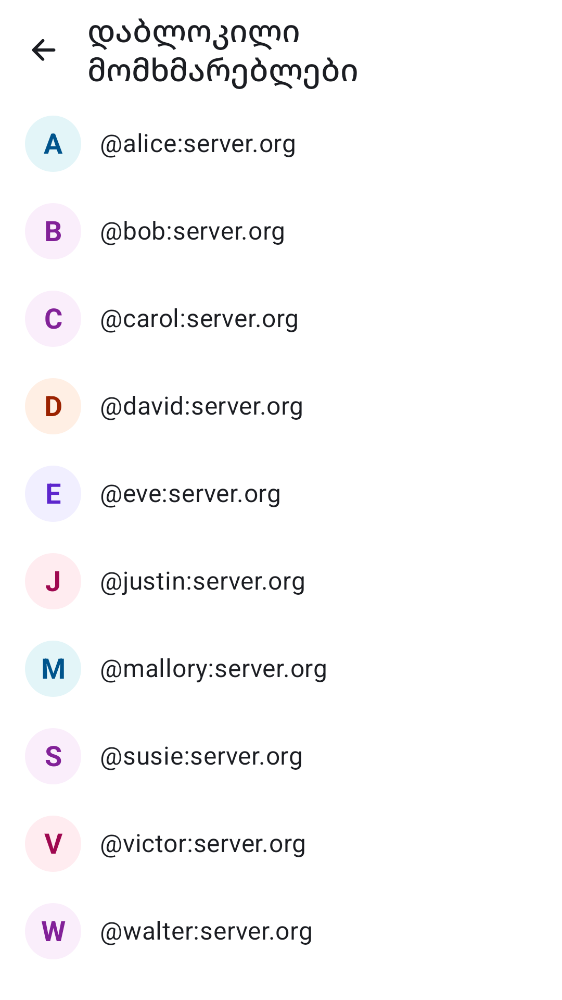 დაბლოკილი
მომხმარებლები
A @alice:server.org
B @bob:server.org
C @carol:server.org
D @david:server.org
E @eve:server.org
J @justin:server.org
M @mallory:server.org
S @susie:server.org
V @victor:server.org
W @walter:server.org